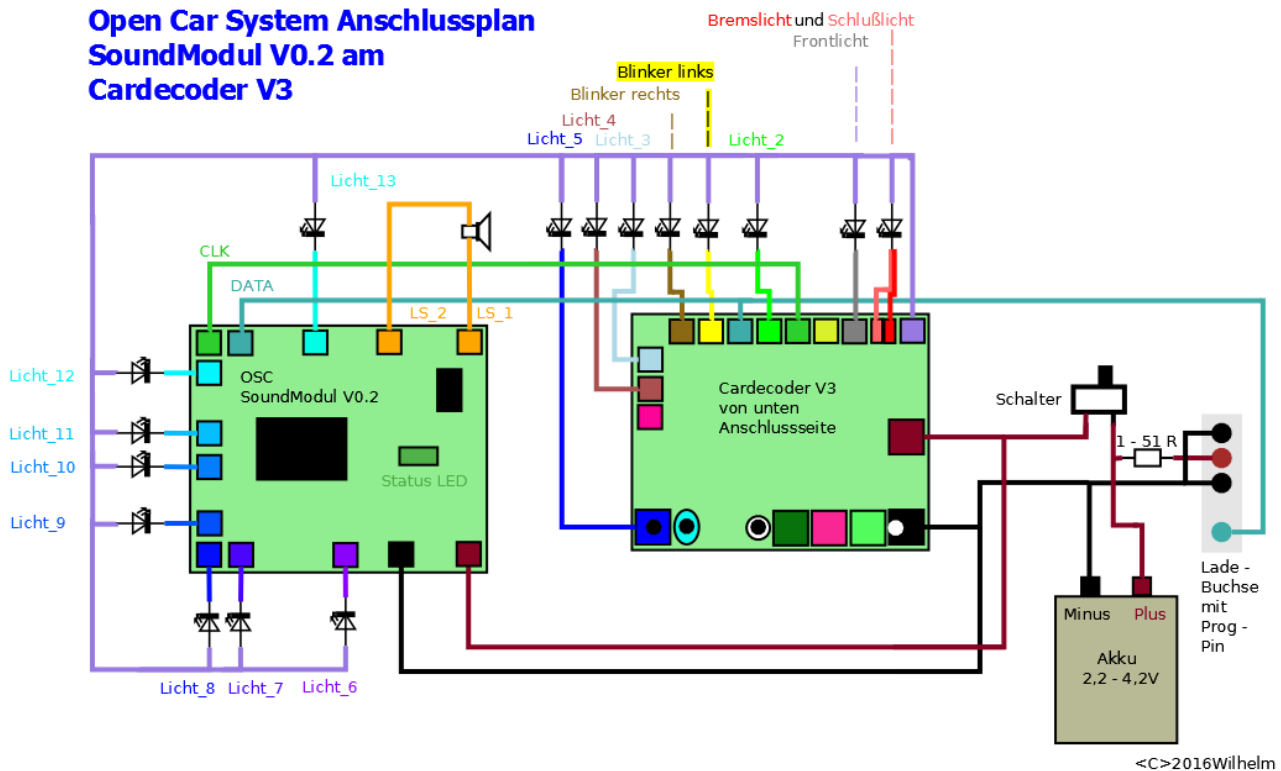 Open Car System Anschlussplan
SoundModul V0.2 am
Cardecoder V3
Bremslicht und Schlußlicht
Frontlicht
Blinker links
Blinker rechts
Licht_4
Licht_5
Licht_3
Licht_2
Licht_13
CLK
DATA
LS_2
LS_1
Licht_12
OSC
SoundModul V0.2
Licht_11
Licht_10
Status LED
Licht_9
Cardecoder V3
von unten
Anschlussseite
Schalter
1 - 51 R
Lade -
Buchse
mit
Prog -
Pin
Minus
Plus
Akku
2,2 - 4,2V
Licht_8
Licht_7
Licht_6
<C>2016Wilhelm